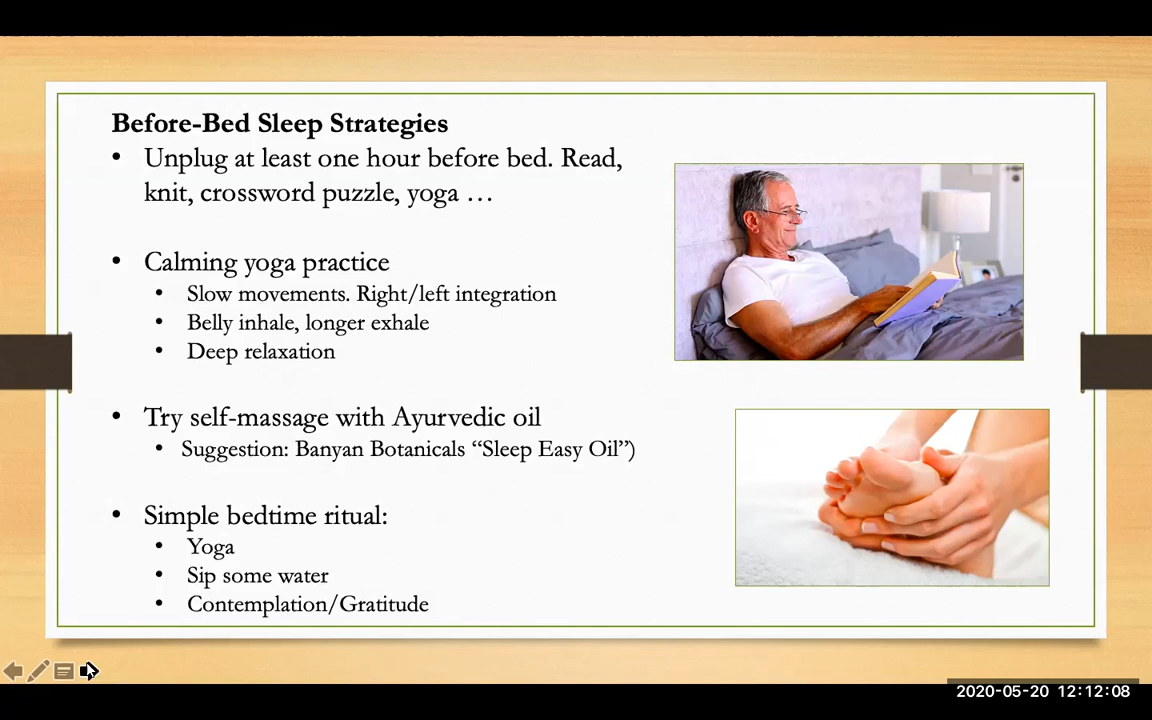 Before-Bed Sleep Strategies
• Unplug at least one hour before bed. Read,
knit, crossword puzzle, yoga …
• Calming yoga practice
• Slow movements. Right/left integration
• Belly inhale, longer exhale
• Deep relaxation
• Try self-massage with Ayurvedic oil
• Suggestion: Banyan Botanicals “Sleep Easy Oil”)
• Simple bedtime ritual:
• Yoga
• Sip some water
• Contemplation/Gratitude
2020-05-20 12:12:08